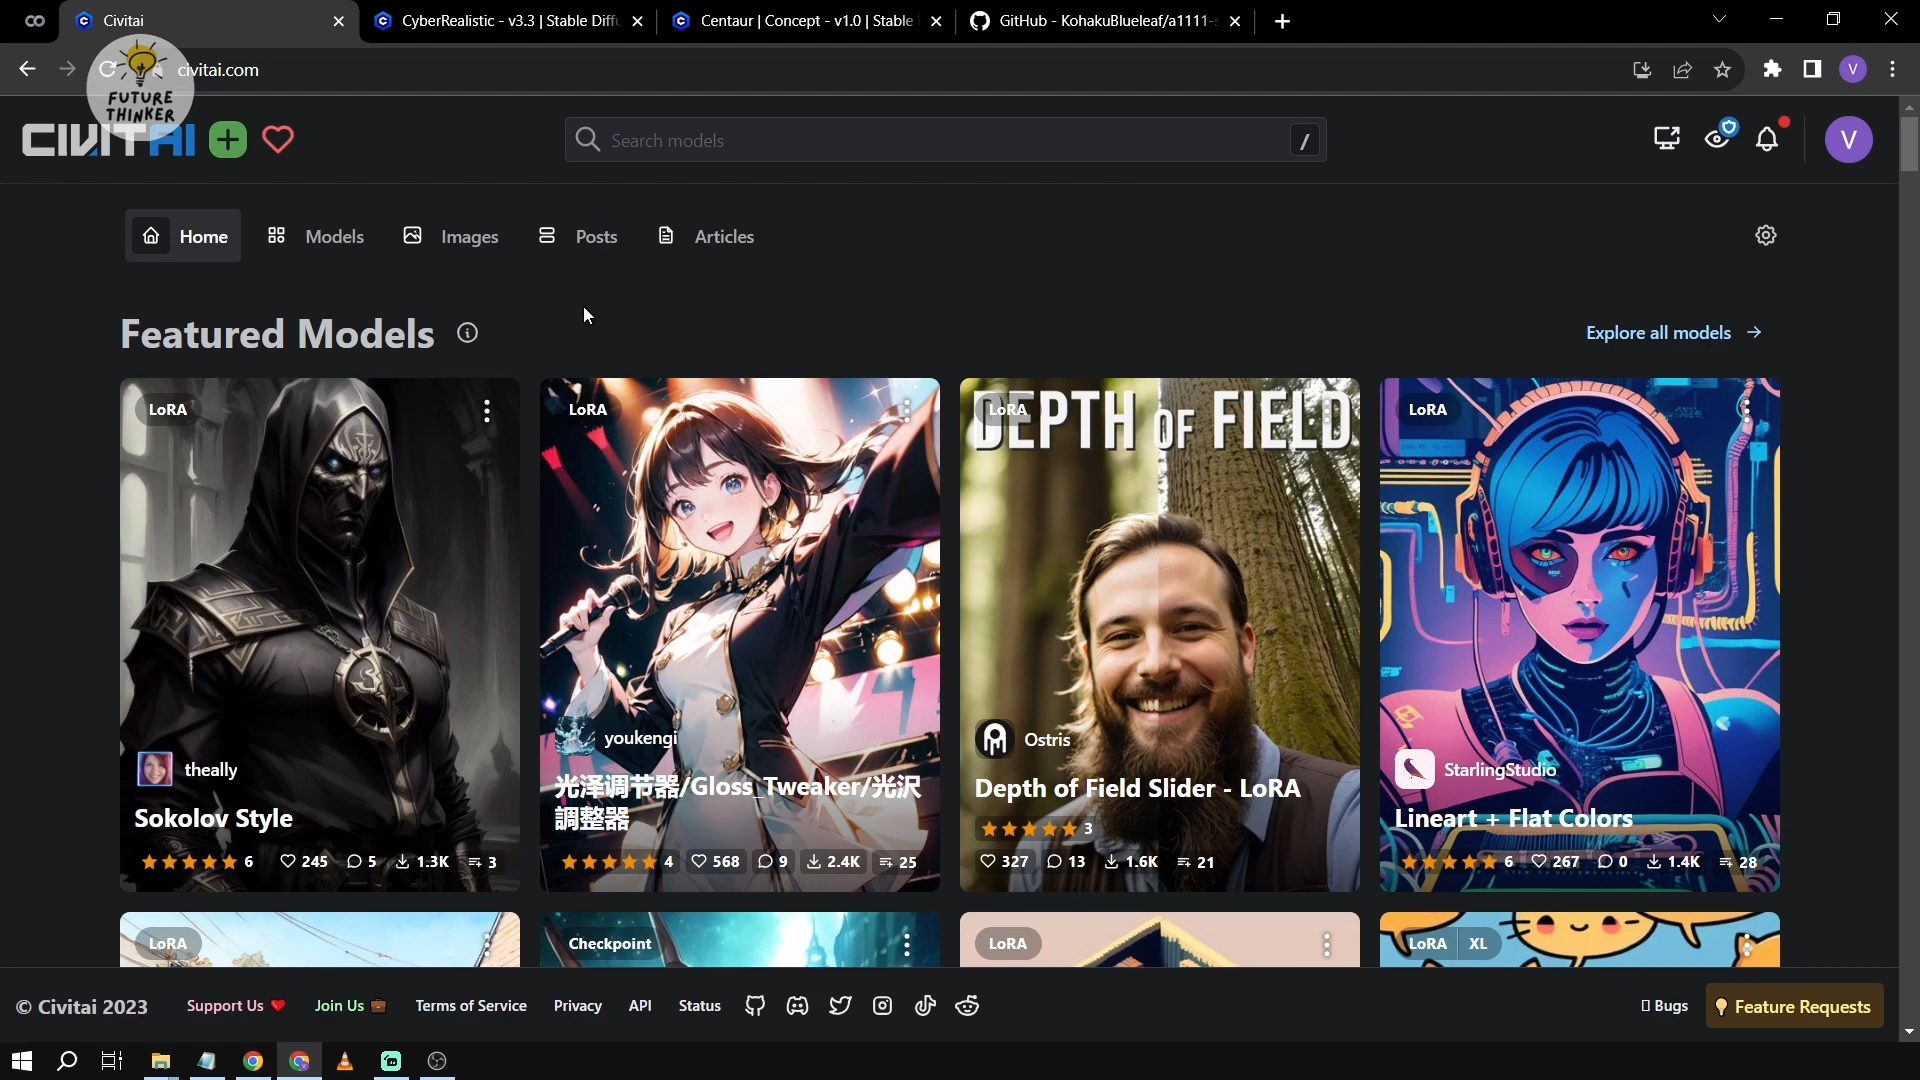 Civitai
CyberRealistic - v3.3 | Stable Diffu
Centaur | Concept - v1.0 | Stable
GitHub - KohakuBlueleaf/a1111-s
civitai.com
V
FUTURE
THINKER
CIVITAI
Search models
/
V
Home
Models
Images
Posts
Articles
Featured Models
Explore all models
LoRA
theally
Sokolov Style
6 245 5 1.3K 3
LoRA
youkengi
光泽调节器/Gloss_Tweaker/光沢
調整器
4 568 9 2.4K 25
DEPTH OF FIELD
LoRA
Ostris
Depth of Field Slider - LoRA
3
327 13 1.6K 21
LoRA
StarlingStudio
Lineart + Flat Colors
6 267 0 1.4K 28
LoRA
Checkpoint
LoRA
LoRA XL
© Civitai 2023
Support Us
Join Us
Terms of Service
Privacy
API
Status
Bugs
Feature Requests